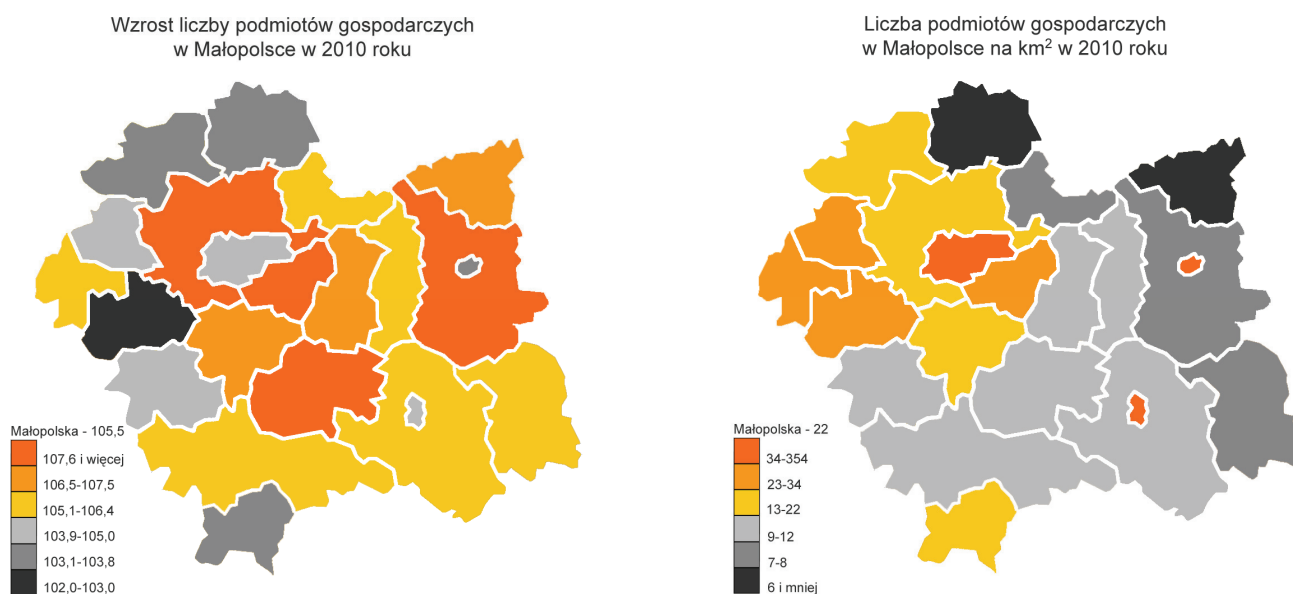 Wzrost liczby podmiotów gospodarczych
w Małopolsce w 2010 roku
Małopolska - 105,5
107,6 i więcej
106,5-107,5
105,1-106,4
103,9-105,0
103,1-103,8
102,0-103,0
Liczba podmiotów gospodarczych
w Małopolsce na km² w 2010 roku
Małopolska - 22
34-354
23-34
13-22
9-12
7-8
6 i mniej